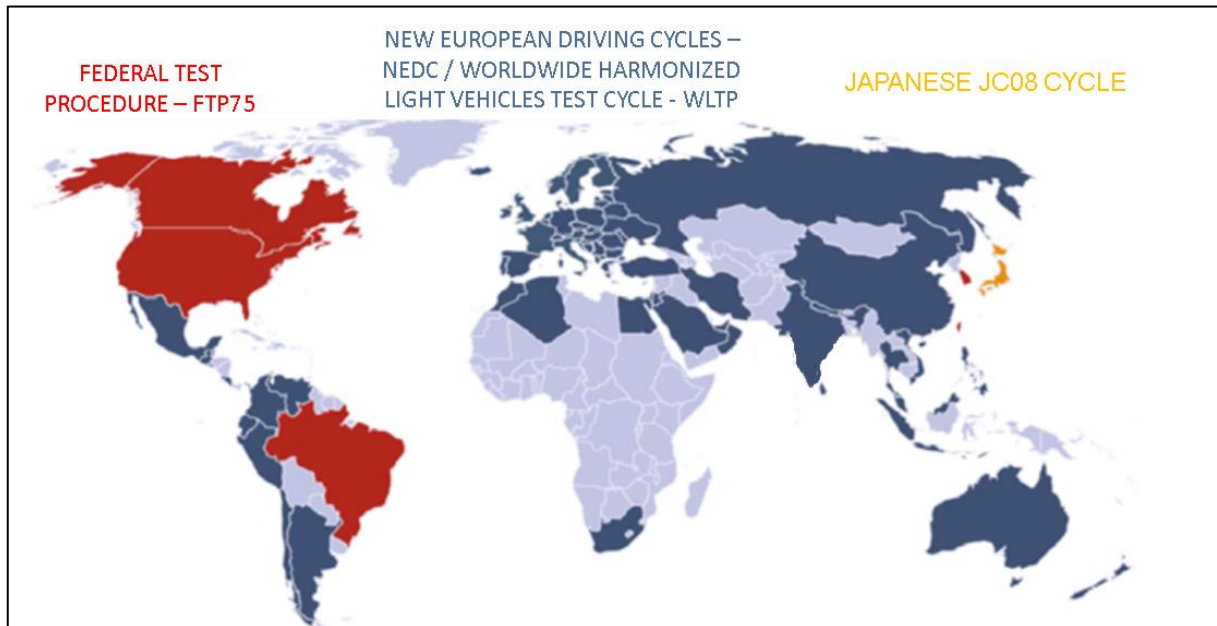 FEDERAL TEST
PROCEDURE – FTP75
NEW EUROPEAN DRIVING CYCLES –
NEDC / WORLDWIDE HARMONIZED
LIGHT VEHICLES TEST CYCLE - WLTP
JAPANESE JC08 CYCLE